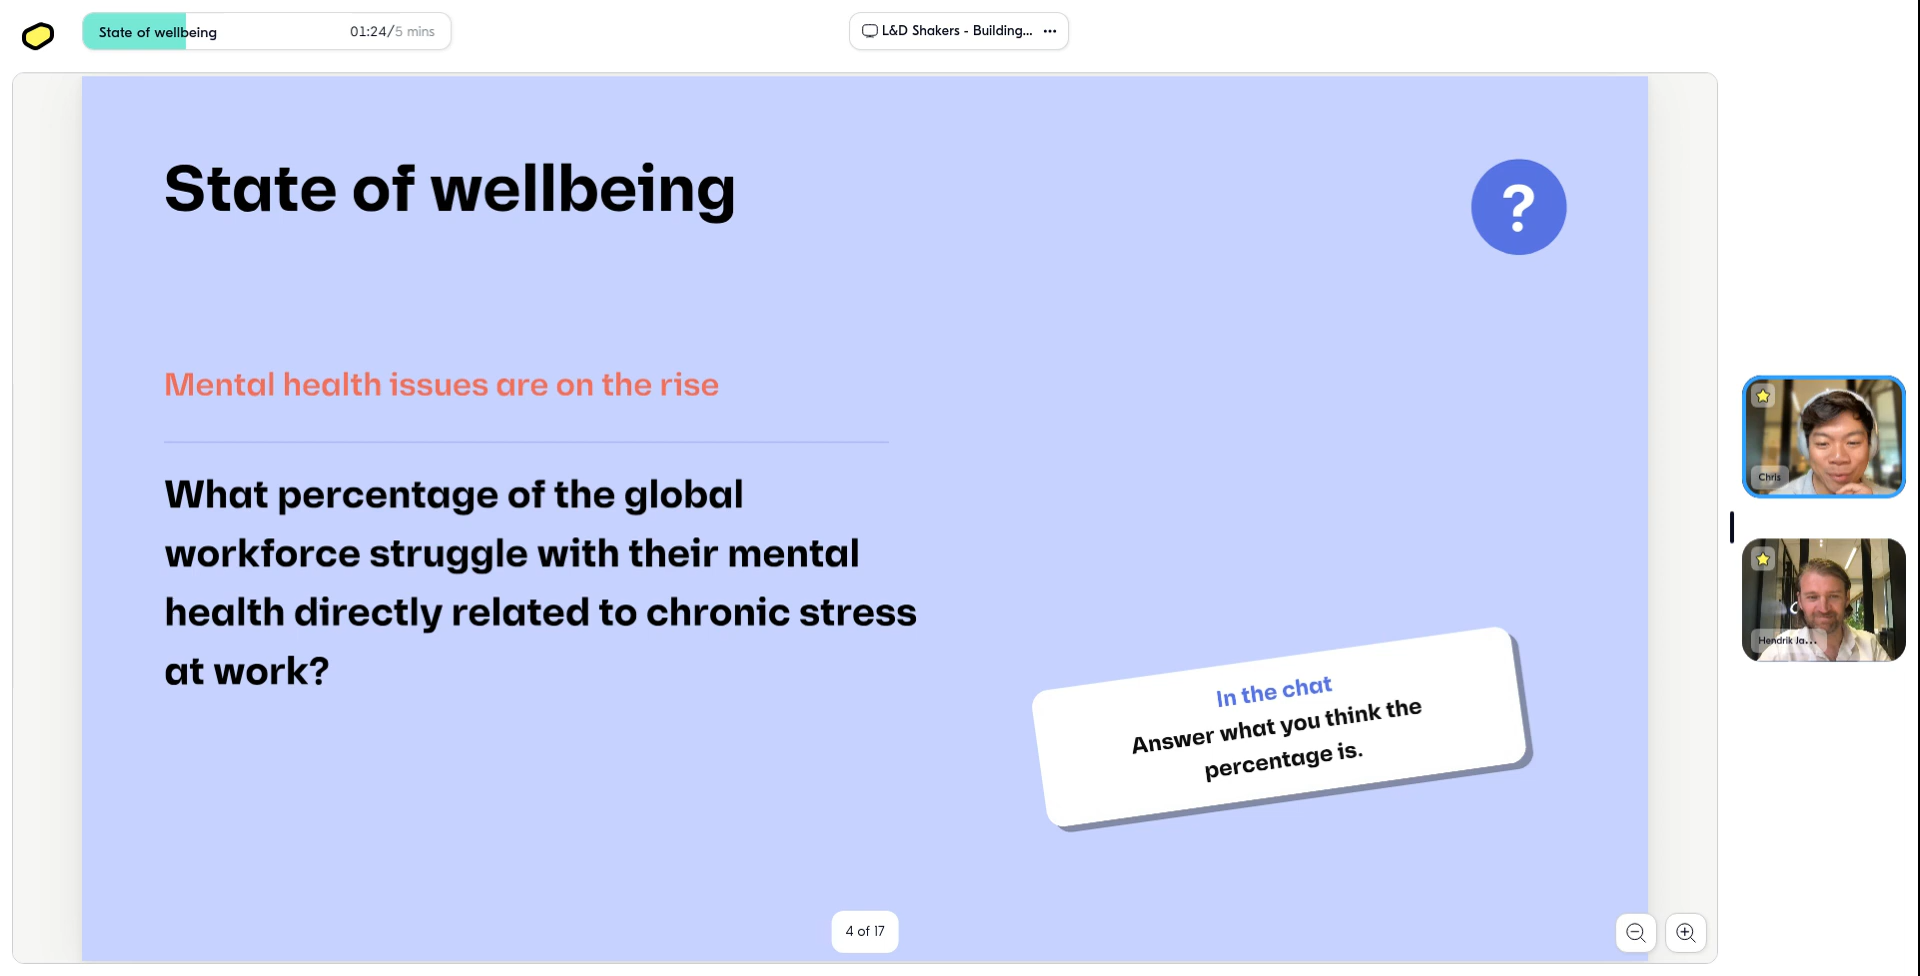 State of wellbeing
01:24/5 mins
L&D Shakers - Building...
State of wellbeing
?
Mental health issues are on the rise
What percentage of the global
workforce struggle with their mental
health directly related to chronic stress
at work?
In the chat
Answer what you think the
percentage is.
Chris
Hendrik Ja...
4 of 17